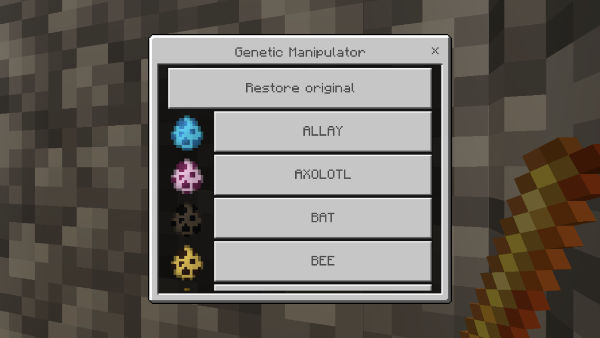 Genetic Manipulator
x
Restore original
ALLAY
AXOLOTL
BAT
BEE